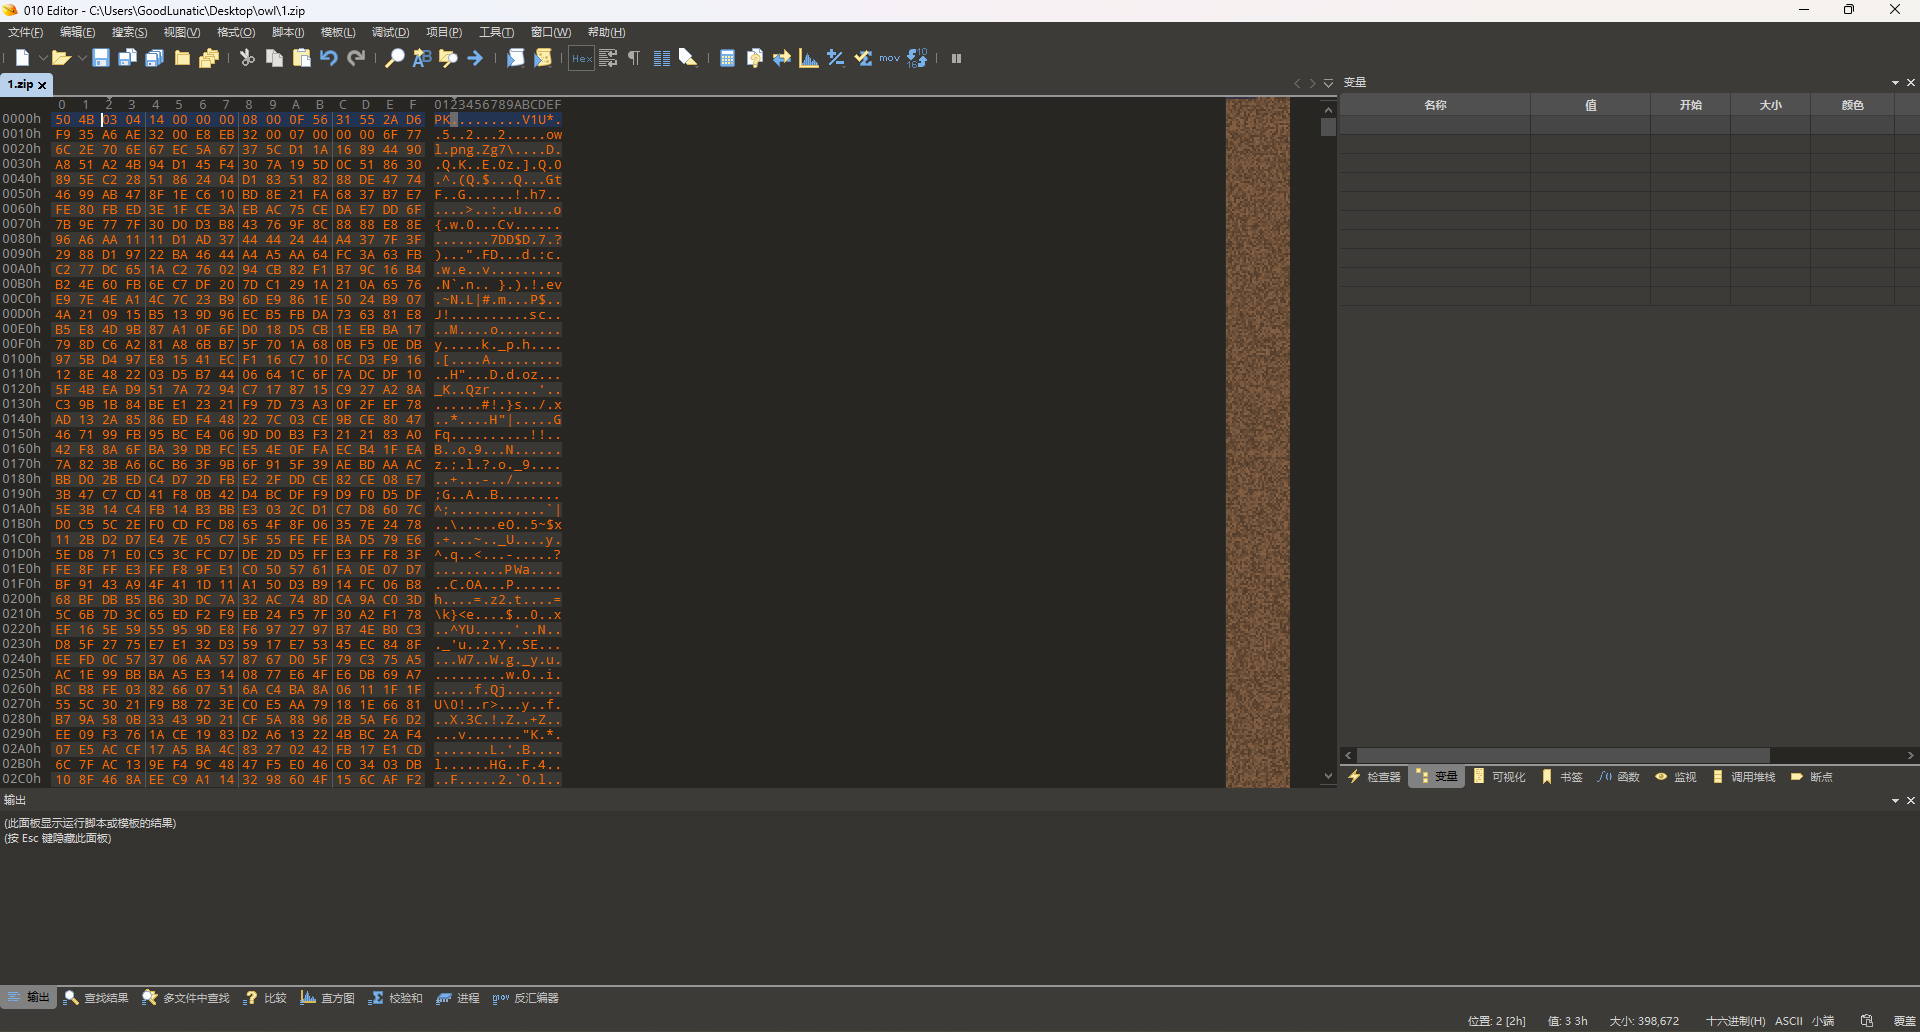 010 Editor - C:\Users\GoodLunatic\Desktop\owl\1.zip
文件(F) 编辑(E) 搜索(S) 视图(V) 格式(O) 脚本(I) 模板(L) 调试(D) 项目(P) 工具(T) 窗口(W) 帮助(H)
1.zip
0 1 2 3 4 5 6 7 8 9 A B C D E F 0123456789ABCDEF
0000h 50 4B 03 04 14 00 00 00 08 00 0F 56 31 55 2A D6 PK.........V1U*.
0010h F9 35 A6 AE 32 00 E8 EB 32 00 07 00 00 00 6F 77 .5..2...2.....ow
0020h 6C 2E 70 6E 67 EC 5A 67 37 5C D1 1A 16 89 44 90 l.png.Zg7\....D.
0030h A8 51 A2 4B 94 D1 45 F4 30 7A 19 5D 0C 51 86 30 .Q.K..E.0z.].Q.0
0040h 89 5E C2 28 51 86 24 04 D1 83 51 82 88 DE 47 74 .^.(Q.$...Q...Gt
0050h 46 99 AB 47 8F 1E C6 10 BD 8E 21 FA 68 37 B7 E7 F..G......!.h7..
0060h FE 80 FB ED 3E 1F CE 3A EB AC 75 CE DA E7 DD 6F ....>..:..u....o
0070h 7B 9E 77 7F 30 D0 D3 B8 43 76 9F 8C 88 88 E8 8E {.w.0...Cv......
0080h 96 A6 AA 11 11 D1 AD 37 44 44 24 44 A4 37 7F 3F .......7DD$D.7.?
0090h 29 88 D1 97 22 BA 46 44 A4 A5 AA 64 FC 3A 63 FB )...".FD...d.:c.
00A0h C2 77 DC 65 1A C2 76 02 94 CB 82 F1 B7 9C 16 B4 .w.e..v.........
00B0h B2 4E 60 FB 6E C7 DF 20 7D C1 29 1A 21 0A 65 76 .N`.n.. }.).!.ev
00C0h E9 7E 4E A1 4C 7C 23 B9 6D E9 86 1E 50 24 B9 07 .~N.L|#.m...P$..
00D0h 4A 21 09 15 B5 13 9D 96 EC B5 FB DA 73 63 81 E8 J!..........sc..
00E0h B5 E8 4D 9B 87 A1 0F 6F D0 18 D5 CB 1E EB BA 17 ..M....o........
00F0h 79 8D C6 A2 81 A8 6B B7 5F 70 1A 68 0B F5 0E DB y.....k._p.h....
0100h 97 5B D4 97 E8 15 41 EC F1 16 C7 10 FC D3 F9 16 .[....A.........
0110h 12 8E 48 22 03 D5 B7 44 06 64 1C 6F 7A DC DF 10 ..H"...D.d.oz...
0120h 5F 4B EA D9 51 7A 72 94 C7 17 87 15 C9 27 A2 8A _K..Qzr......'..
0130h C3 9B 1B 84 BE E1 23 21 F9 7D 73 A3 0F 2F EF 78 ......#!.}s../.x
0140h AD 13 2A 85 86 ED F4 48 22 7C 03 CE 9B CE 80 47 ..*....H"|.....G
0150h 46 71 99 FB 95 BC E4 06 9D D0 B3 F3 21 21 83 A0 Fq..........!!..
0160h 42 F8 8A 6F BA 39 DB FC E5 4E 0F FA EC B4 1F EA B..o.9...N......
0170h 7A 82 3B A6 6C B6 3F 9B 6F 91 5F 39 AE BD AA AC z.;.l.?.o._9....
0180h BB D0 2B ED C4 D7 2D FB E2 2F DD CE 82 CE 08 E7 ..+...-../......
0190h 3B 47 C7 CD 41 F8 0B 42 D4 BC DF F9 D9 F0 D5 DF ;G..A..B........
01A0h 5E 3B 14 C4 FB 14 B3 BB E3 03 2C D1 C7 D8 60 7C ^;........,...`|
01B0h D0 C5 5C 2E F0 CD FC D8 65 4F 8F 06 35 7E 24 78 ..\.....eO..5~$x
01C0h 11 2B D2 D7 E4 7E 05 C7 5F 55 FE FE BA D5 79 E6 .+...~.._U....y.
01D0h 5E D8 71 E0 C5 3C FC D7 DE 2D D5 FF E3 FF F8 3F ^.q..<...-.....?
01E0h FE 8F FF E3 FF F8 9F E1 C0 50 57 61 FA 0E 07 D7 .........PWa....
01F0h BF 91 43 A9 4F 41 1D 11 A1 50 D3 B9 14 FC 06 B8 ..C.OA...P......
0200h 68 BF DB B5 B6 3D DC 7A 32 AC 74 8D CA 9A C0 3D h....=.z2.t....=
0210h 5C 6B 7D 3C 65 ED F2 F9 EB 24 F5 7F 30 A2 F1 78 \k}<e....$..0..x
0220h EF 16 5E 59 55 95 9D E8 F6 97 27 97 B7 4E B0 C3 ..^YU.....'..N..
0230h D8 5F 27 75 E7 E1 32 D3 59 17 E7 53 45 EC 84 8F ._'u..2.Y..SE...
0240h EE FD 0C 57 37 06 AA 57 87 67 D0 5F 79 C3 75 A5 ...W7..W.g._y.u.
0250h AC 1E 99 BB BA A5 E3 14 08 77 E6 4F E6 DB 69 A7 .........w.O..i.
0260h BC B8 FE 03 82 66 07 51 6A C4 BA 8A 06 11 1F 1F .....f.Qj.......
0270h 55 5C 30 21 F9 B8 72 3E C0 E5 AA 79 18 1E 66 81 U\0!..r>...y..f.
0280h B7 9A 58 0B 33 43 9D 21 CF 5A 88 96 2B 5A F6 D2 ..X.3C.!.Z..+Z..
0290h EE 09 F3 76 1A CE 19 83 D2 A6 13 22 4B BC 2A F4 ...v......."K.*.
02A0h 07 E5 AC CF 17 A5 BA 4C 83 27 02 42 FB 17 E1 CD .......L.'.B....
02B0h 6C 7F AC 13 9E F4 9C 48 47 F5 E0 46 C0 34 03 DB l......HG..F.4..
02C0h 10 8F 46 8A EE C9 A1 14 32 98 60 4F 15 6C AF F2 ..F.....2.`O.l..
变量
名称 值 开始 大小 颜色
检查器 变量 可视化 书签 函数 监视 调用堆栈 断点
输出
(此面板显示运行脚本或模板的结果)
(按 Esc 键隐藏此面板)
输出 查找结果 多文件中查找 比较 直方图 校验和 进程 反汇编器
位置: 2 [2h] 值: 3 3h 大小: 398,672 十六进制(H) ASCII 小端 覆盖